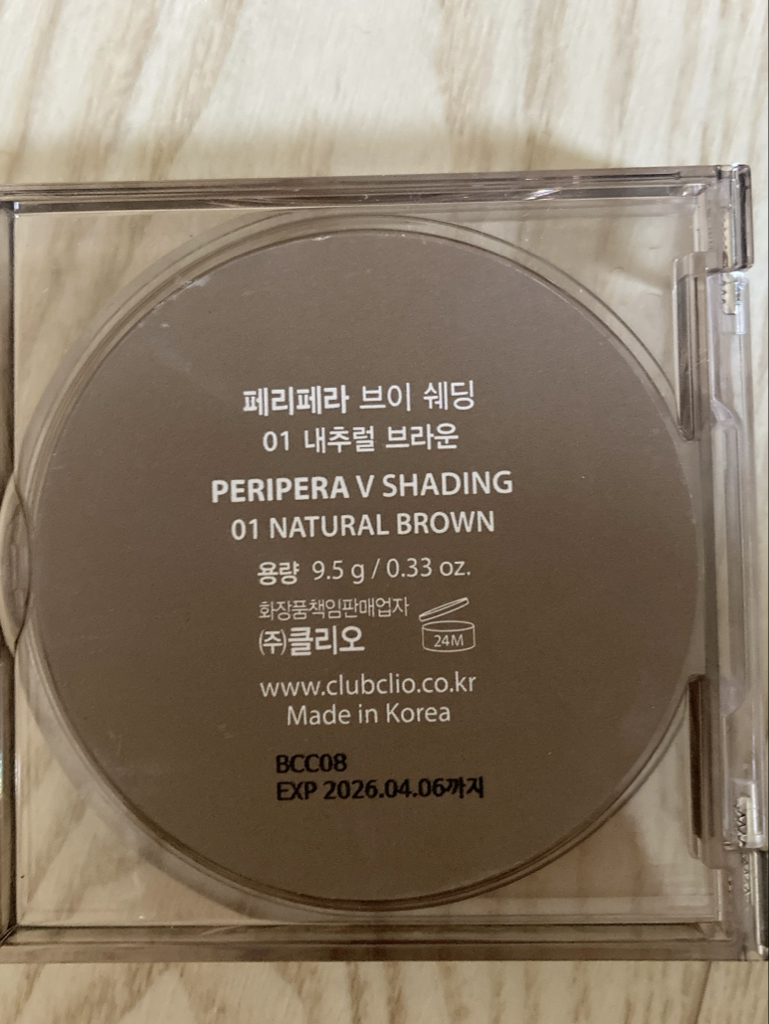 페리페라 브이 쉐딩
01 내추럴 브라운
PERIPERA V SHADING
01 NATURAL BROWN
용량 9.5 g / 0.33 oz.
화장품책임판매업자
(주)클리오
24M
www.clubclio.co.kr
Made in Korea
BCC08
EXP 2026.04.06까지